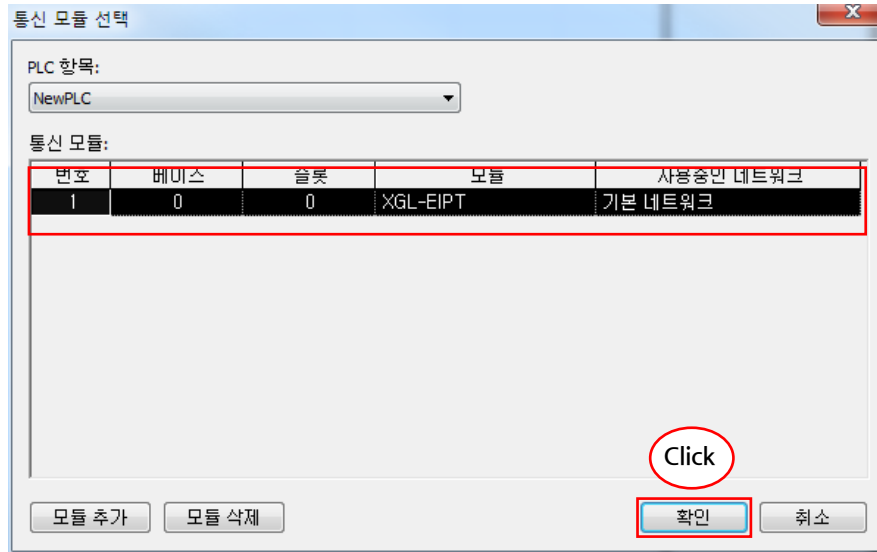 통신 모듈 선택
PLC 항목:
NewPLC
통신 모듈:
번호 베이스 슬롯 모듈 사용중인 네트워크
1 0 0 XGL-EIPT 기본 네트워크
Click
모듈 추가 모듈 삭제 확인 취소